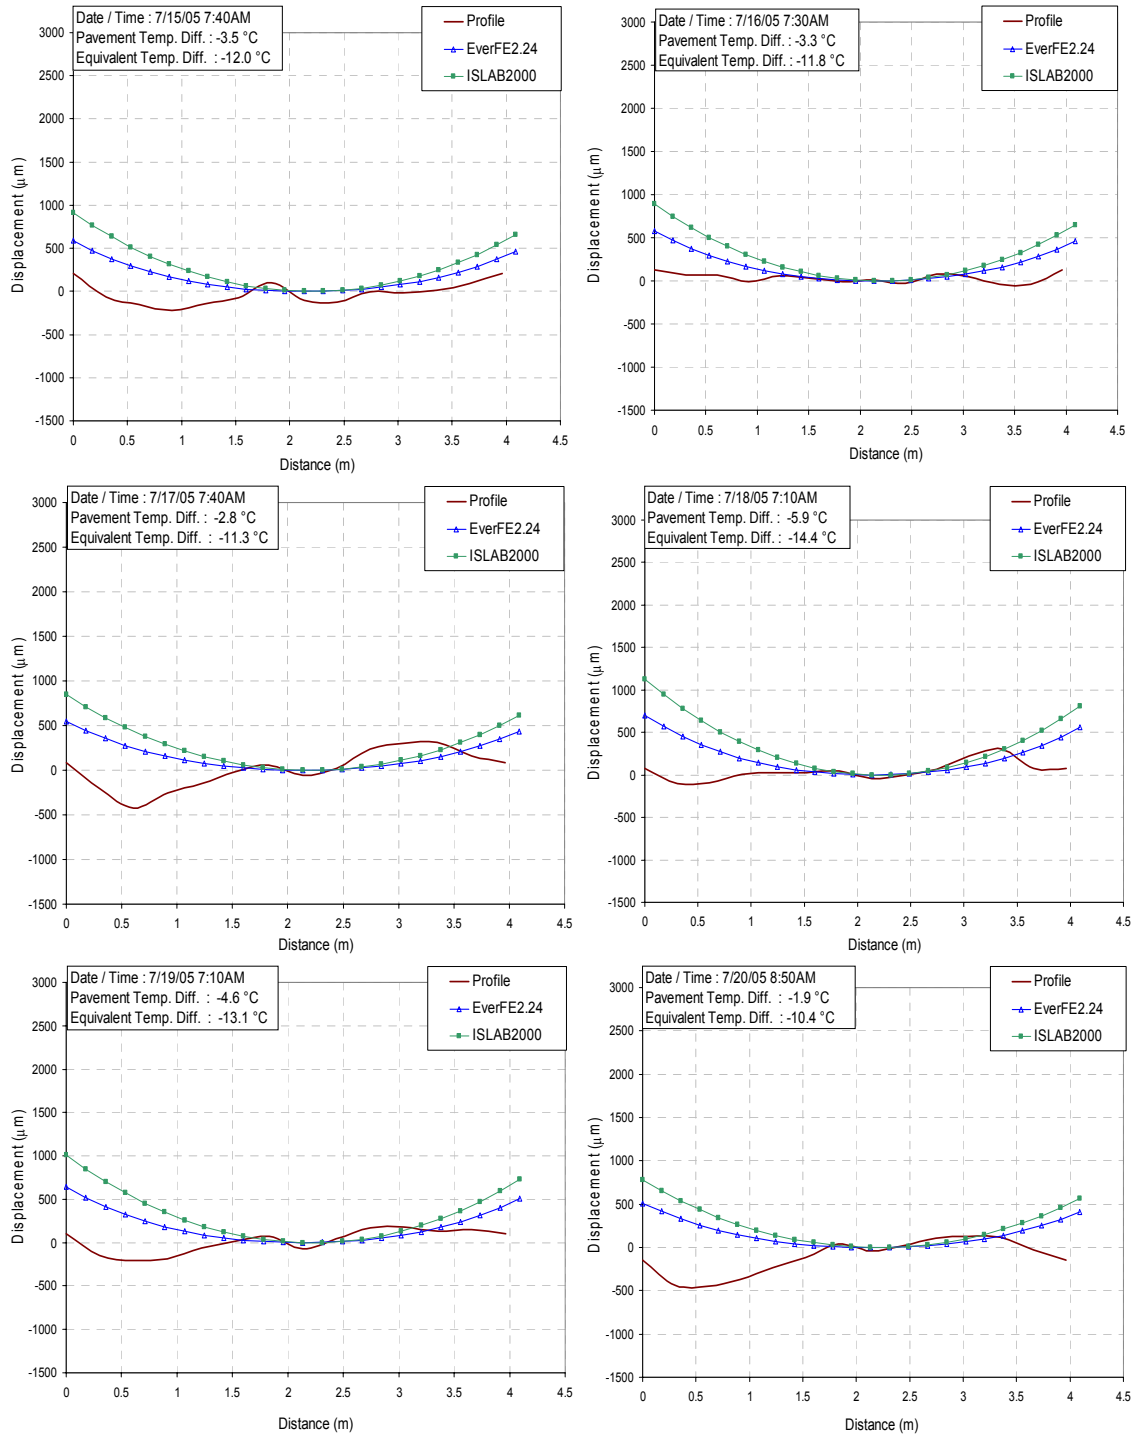 Date / Time : 7/15/05 7:40AM
Pavement Temp. Diff. : -3.5 °C
Equivalent Temp. Diff. : -12.0 °C
Profile
EverFE2.24
ISLAB2000
3000
2500
2000
1500
1000
500
0
-500
-1000
-1500
Displacement (μm)
0 0.5 1 1.5 2 2.5 3 3.5 4 4.5
Distance (m)
Date / Time : 7/16/05 7:30AM
Pavement Temp. Diff. : -3.3 °C
Equivalent Temp. Diff. : -11.8 °C
Profile
EverFE2.24
ISLAB2000
3000
2500
2000
1500
1000
500
0
-500
-1000
-1500
Displacement (μm)
0 0.5 1 1.5 2 2.5 3 3.5 4 4.5
Distance (m)
Date / Time : 7/17/05 7:40AM
Pavement Temp. Diff. : -2.8 °C
Equivalent Temp. Diff. : -11.3 °C
Profile
EverFE2.24
ISLAB2000
3000
2500
2000
1500
1000
500
0
-500
-1000
-1500
Displacement (μm)
0 0.5 1 1.5 2 2.5 3 3.5 4 4.5
Distance (m)
Date / Time : 7/18/05 7:10AM
Pavement Temp. Diff. : -5.9 °C
Equivalent Temp. Diff. : -14.4 °C
Profile
EverFE2.24
ISLAB2000
3000
2500
2000
1500
1000
500
0
-500
-1000
-1500
Displacement (μm)
0 0.5 1 1.5 2 2.5 3 3.5 4 4.5
Distance (m)
Date / Time : 7/19/05 7:10AM
Pavement Temp. Diff. : -4.6 °C
Equivalent Temp. Diff. : -13.1 °C
Profile
EverFE2.24
ISLAB2000
3000
2500
2000
1500
1000
500
0
-500
-1000
-1500
Displacement (μm)
0 0.5 1 1.5 2 2.5 3 3.5 4 4.5
Distance (m)
Date / Time : 7/20/05 8:50AM
Pavement Temp. Diff. : -1.9 °C
Equivalent Temp. Diff. : -10.4 °C
Profile
EverFE2.24
ISLAB2000
3000
2500
2000
1500
1000
500
0
-500
-1000
-1500
Displacement (μm)
0 0.5 1 1.5 2 2.5 3 3.5 4 4.5
Distance (m)